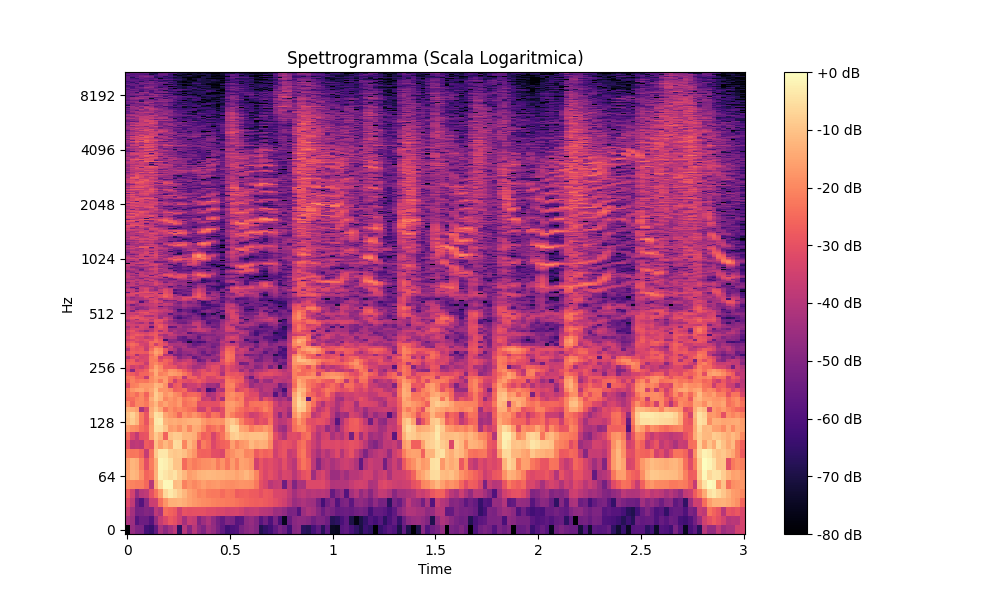 Spettrogramma (Scala Logaritmica)
Hz
8192
4096
2048
1024
512
256
128
64
0
0
0.5
1
1.5
2
2.5
3
Time
+0 dB
-10 dB
-20 dB
-30 dB
-40 dB
-50 dB
-60 dB
-70 dB
-80 dB